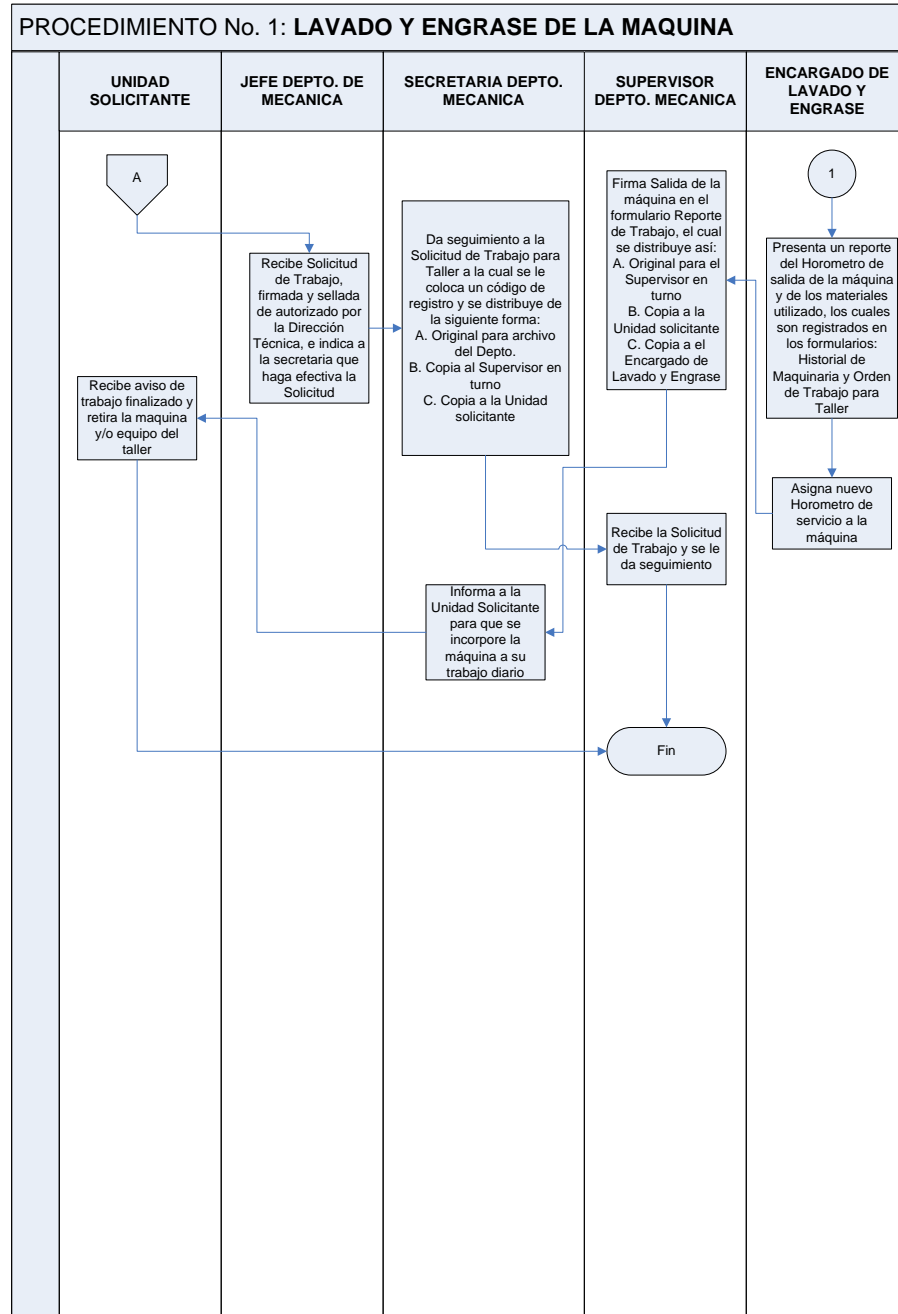 PROCEDIMIENTO No. 1: LAVADO Y ENGRASE DE LA MAQUINA
UNIDAD
SOLICITANTE
JEFE DEPTO. DE
MECANICA
SECRETARIA DEPTO.
MECANICA
SUPERVISOR
DEPTO. MECANICA
ENCARGADO DE
LAVADO Y
ENGRASE
A
Recibe Solicitud
de Trabajo,
firmada y sellada
de autorizado por
la Dirección
Técnica, e indica a
la secretaria que
haga efectiva la
Solicitud
Da seguimiento a la
Solicitud de Trabajo para
Taller a la cual se le
coloca un código de
registro y se distribuye de
la siguiente forma:
A. Original para archivo
del Depto.
B. Copia al Supervisor en
turno
C. Copia a la Unidad
solicitante
Firma Salida de la
máquina en el
formulario Reporte
de Trabajo, el cual
se distribuye así:
A. Original para el
Supervisor en
turno
B. Copia a la
Unidad solicitante
C. Copia a el
Encargado de
Lavado y Engrase
1
Presenta un reporte
del Horometro de
salida de la máquina
y de los materiales
utilizado, los cuales
son registrados en
los formularios:
Historial de
Maquinaria y Orden
de Trabajo para
Taller
Recibe aviso de
trabajo finalizado y
retira la maquina
y/o equipo del
taller
Asigna nuevo
Horometro de
servicio a la
máquina
Recibe la Solicitud
de Trabajo y se le
da seguimiento
Informa a la
Unidad Solicitante
para que se
incorpore la
máquina a su
trabajo diario
Fin